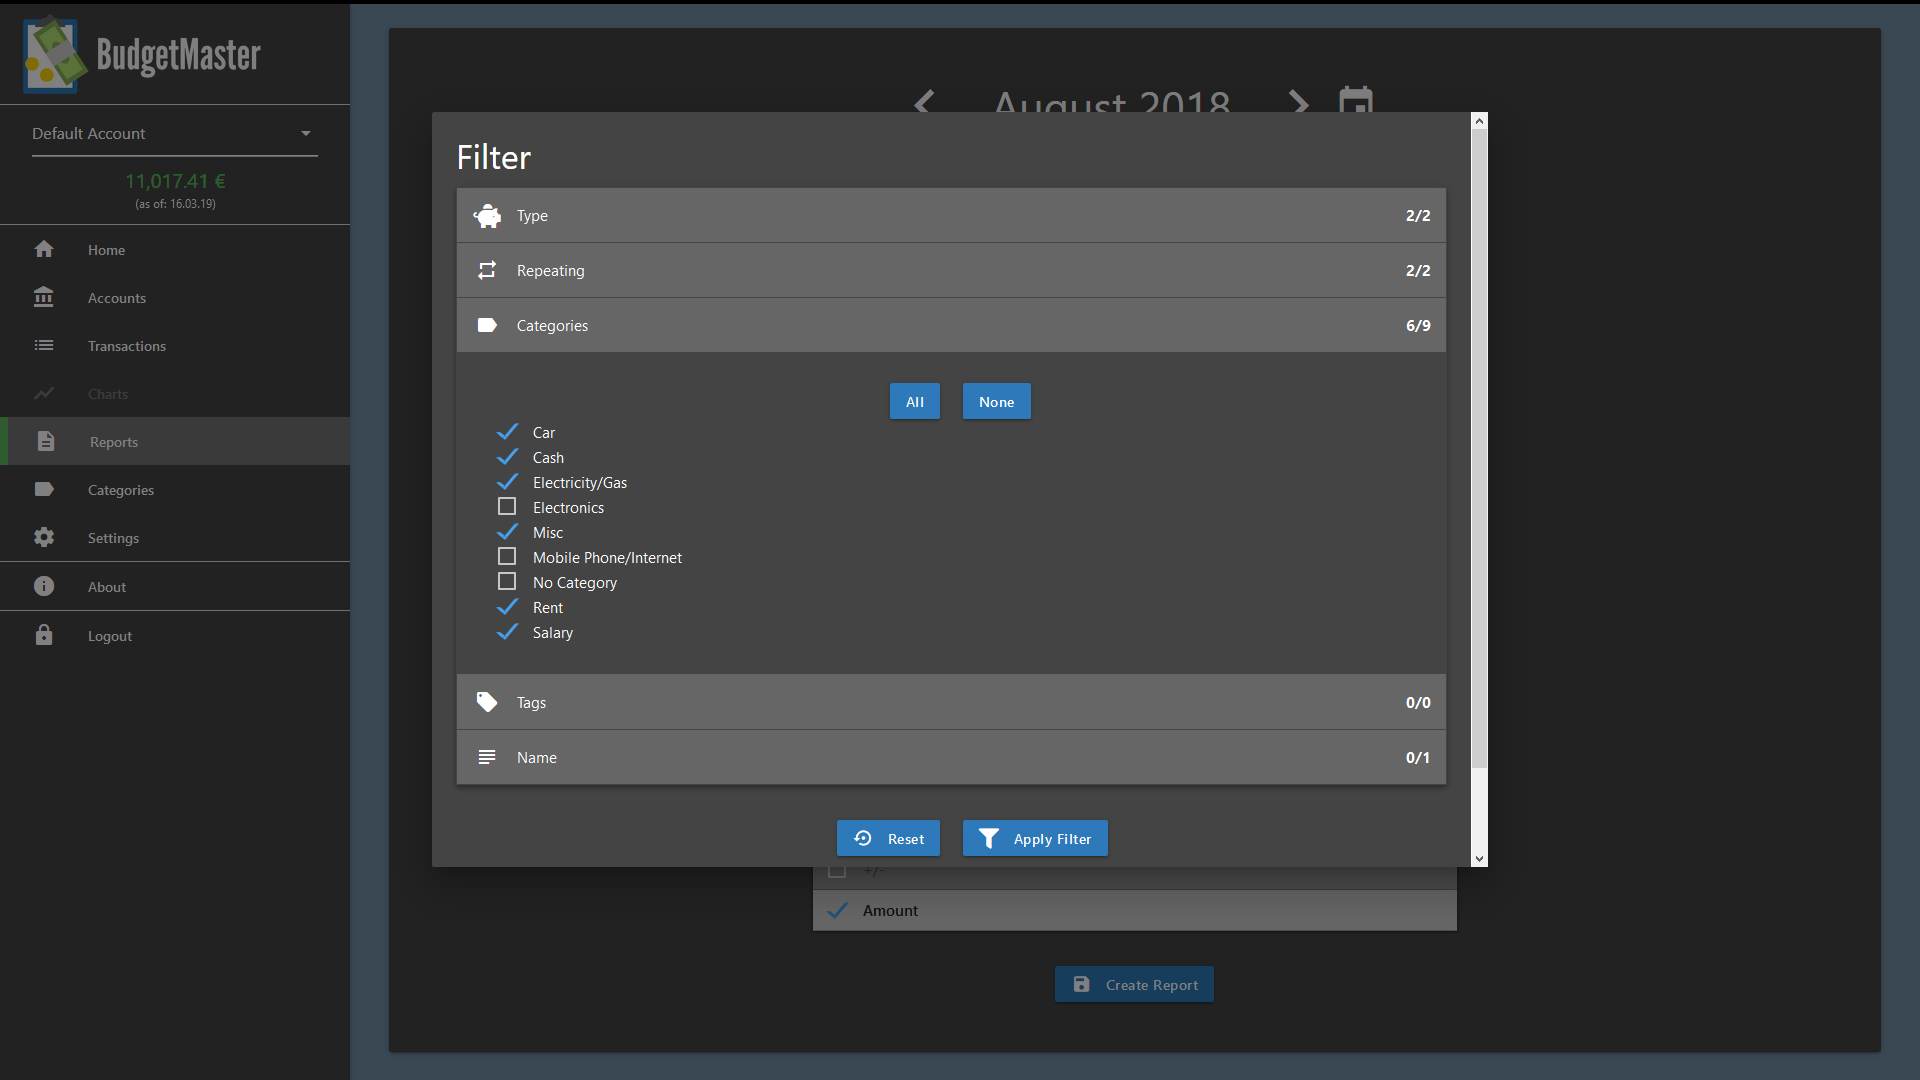 BudgetMaster
Default Account
11,017.41 €
(as of: 16.03.19)
Home
Accounts
Transactions
Charts
Reports
Categories
Settings
About
Logout
August 2018
Filter
Type 2/2
Repeating 2/2
Categories 6/9
All None
Car
Cash
Electricity/Gas
Electronics
Misc
Mobile Phone/Internet
No Category
Rent
Salary
Tags 0/0
Name 0/1
Reset Apply Filter
+/-
Amount
Create Report